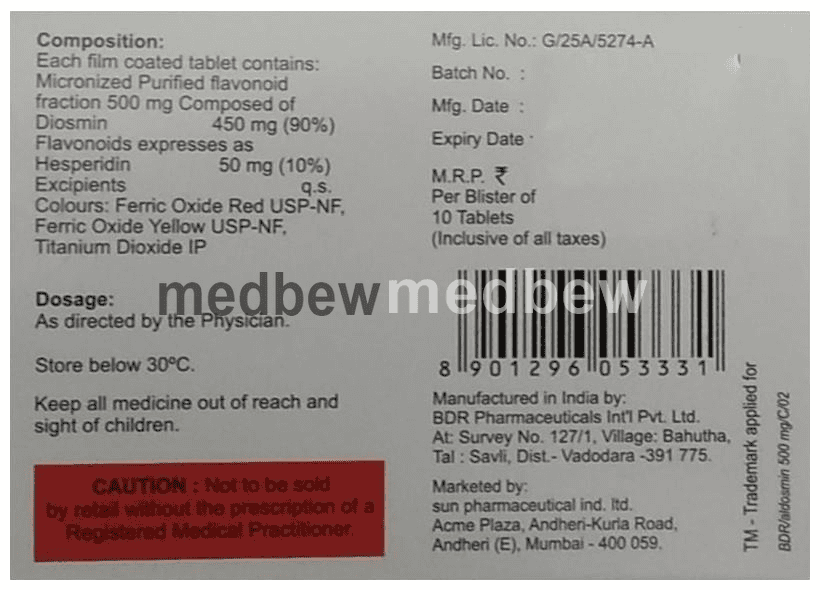 Composition:
Each film coated tablet contains:
Micronized Purified flavonoid
fraction 500 mg Composed of
Diosmin 450 mg (90%)
Flavonoids expresses as
Hesperidin 50 mg (10%)
Excipients q.s.
Colours: Ferric Oxide Red USP-NF,
Ferric Oxide Yellow USP-NF,
Titanium Dioxide IP
Dosage:
As directed by the Physician.
Store below 30ºC.
Keep all medicine out of reach and
sight of children.
CAUTION : Not to be sold
by retail without the prescription of a
Registered Medical Practitioner.
Mfg. Lic. No.: G/25A/5274-A
Batch No. :
Mfg. Date :
Expiry Date
M.R.P. ₹
Per Blister of
10 Tablets
(Inclusive of all taxes)
medbew medbew
8 901296 053331
Manufactured in India by:
BDR Pharmaceuticals Int'l Pvt. Ltd.
At: Survey No. 127/1, Village: Bahutha,
Tal : Savli, Dist.- Vadodara -391 775.
Marketed by:
sun pharmaceutical ind. ltd.
Acme Plaza, Andheri-Kurla Road,
Andheri (E), Mumbai - 400 059.
TM - Trademark applied for
BDR/aldosmin 500 mg/C/02